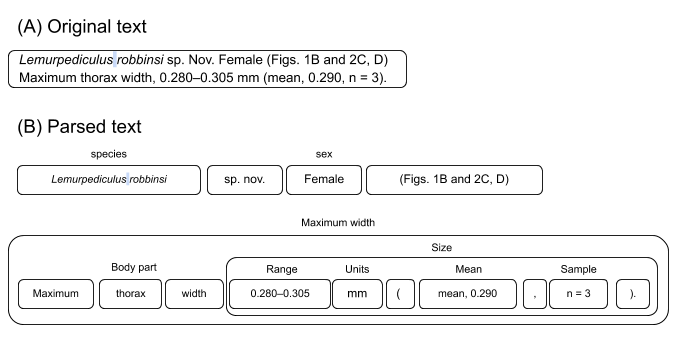 (A) Original text
Lemurpediculus robbinsi sp. Nov. Female (Figs. 1B and 2C, D)
Maximum thorax width, 0.280–0.305 mm (mean, 0.290, n = 3).
(B) Parsed text
species sex
Lemurpediculus robbinsi sp. nov. Female (Figs. 1B and 2C, D)
Maximum width
Size
Body part Range Units Mean Sample
Maximum thorax width 0.280–0.305 mm ( mean, 0.290 , n = 3 ).